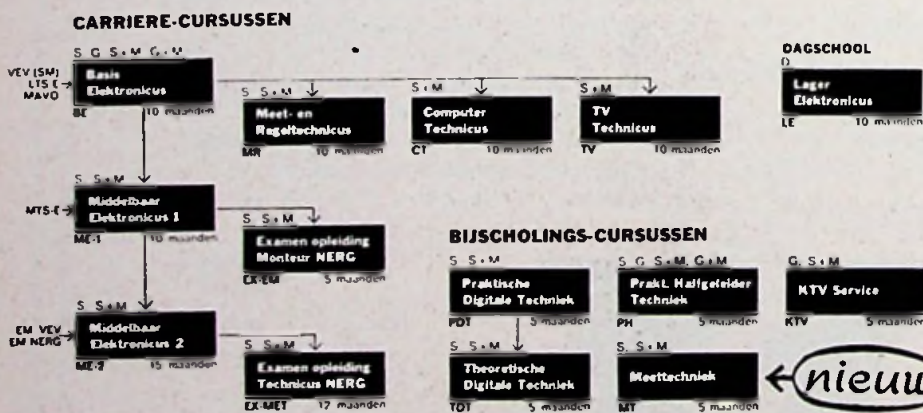 CARRIERE-CURSUSSEN
S G S+M G+M
VEV (SM)
LTS E
MAVO
Basis
Elektronicus
BE 10 maanden
S S+M
Meet- en
Regeltechnicus
MR 10 maanden
S+M
Computer
Technicus
CT 10 maanden
S+M
TV
Technicus
TV 10 maanden
DAGSCHOOL
D
Lager
Elektronicus
LE 10 maanden
S S+M
MTS-E
Middelbaar
Elektronicus 1
ME-1 10 maanden
S S+M
Examen opleiding
Monteur NERG
EX-EM 5 maanden
S S+M
EM VEV
EM NERG
Middelbaar
Elektronicus 2
ME-2 15 maanden
S S+M
Examen opleiding
Technicus NERG
EX-MET 17 maanden
BIJSCHOLINGS-CURSUSSEN
S S+M
Praktische
Digitale Techniek
PDT 5 maanden
S G S+M, G+M
Prakt. Halfgeleider
Techniek
PH 5 maanden
G, S+M
KTV Service
KTV 5 maanden
S S+M
Theoretische
Digitale Techniek
TDT 5 maanden
S, S+M
Meettechniek
MT 5 maanden
nieuw